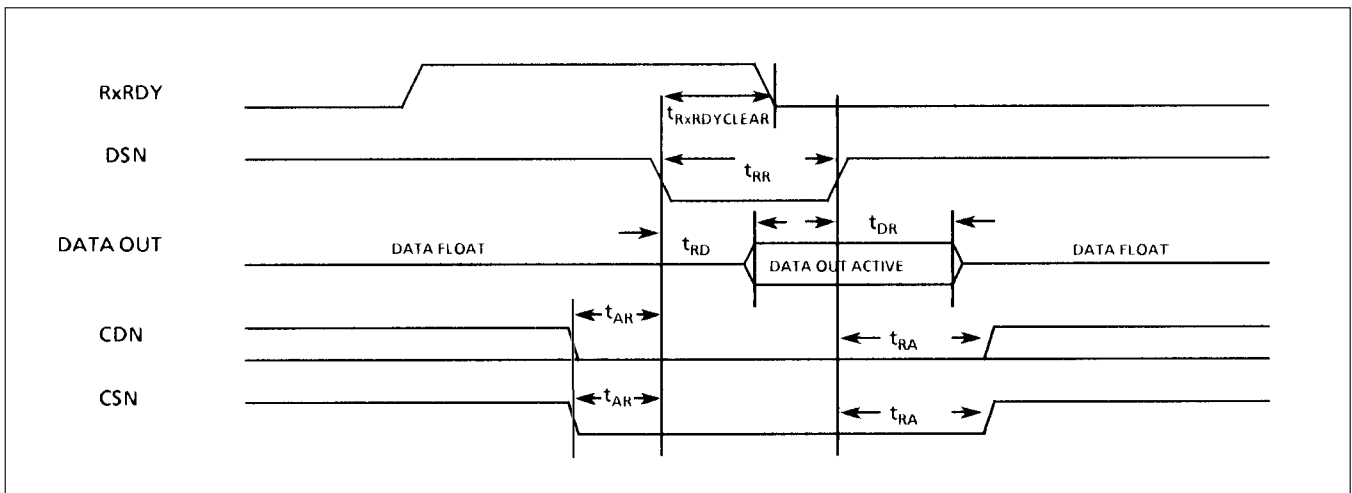 RxRDY
tRxRDYCLEAR
DSN
tRR
DATA OUT
DATA FLOAT
tRD
DATA OUT ACTIVE
tDR
DATA FLOAT
CDN
tAR
tRA
CSN
tAR
tRA